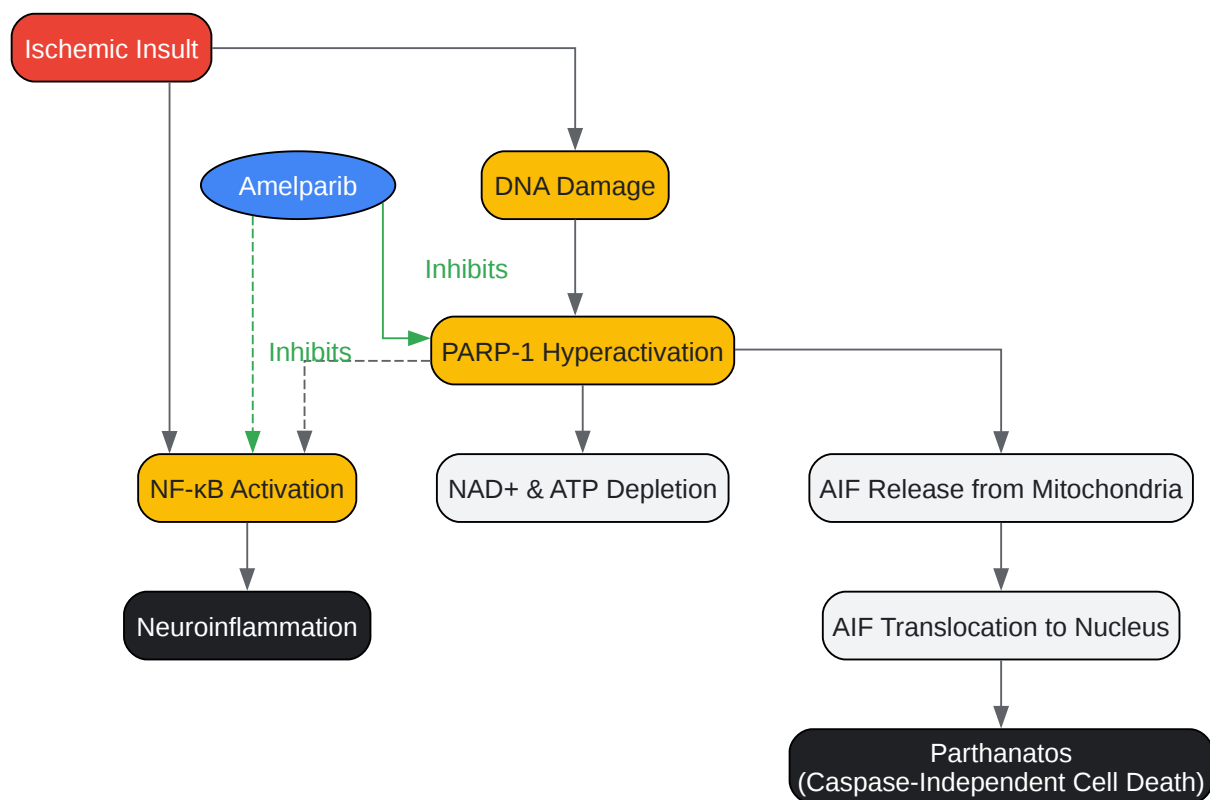 Ischemic Insult
Amelparib
DNA Damage
Inhibits
Inhibits
PARP-1 Hyperactivation
NF-κB Activation
NAD+ & ATP Depletion
AIF Release from Mitochondria
Neuroinflammation
AIF Translocation to Nucleus
Parthanatos
(Caspase-Independent Cell Death)